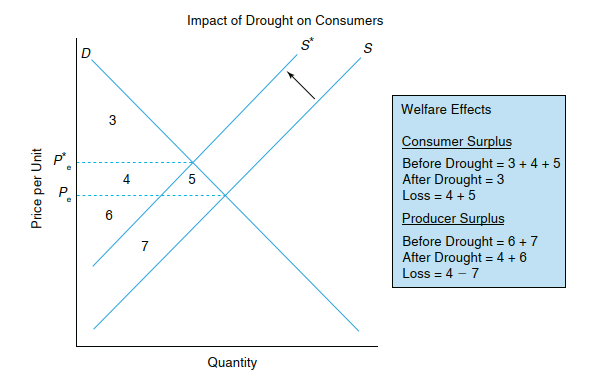 Impact of Drought on Consumers
D
S*
S
3
P*e
4
5
Pe
6
7
Price per Unit
Quantity
Welfare Effects
Consumer Surplus
Before Drought = 3 + 4 + 5
After Drought = 3
Loss = 4 + 5
Producer Surplus
Before Drought = 6 + 7
After Drought = 4 + 6
Loss = 4 − 7